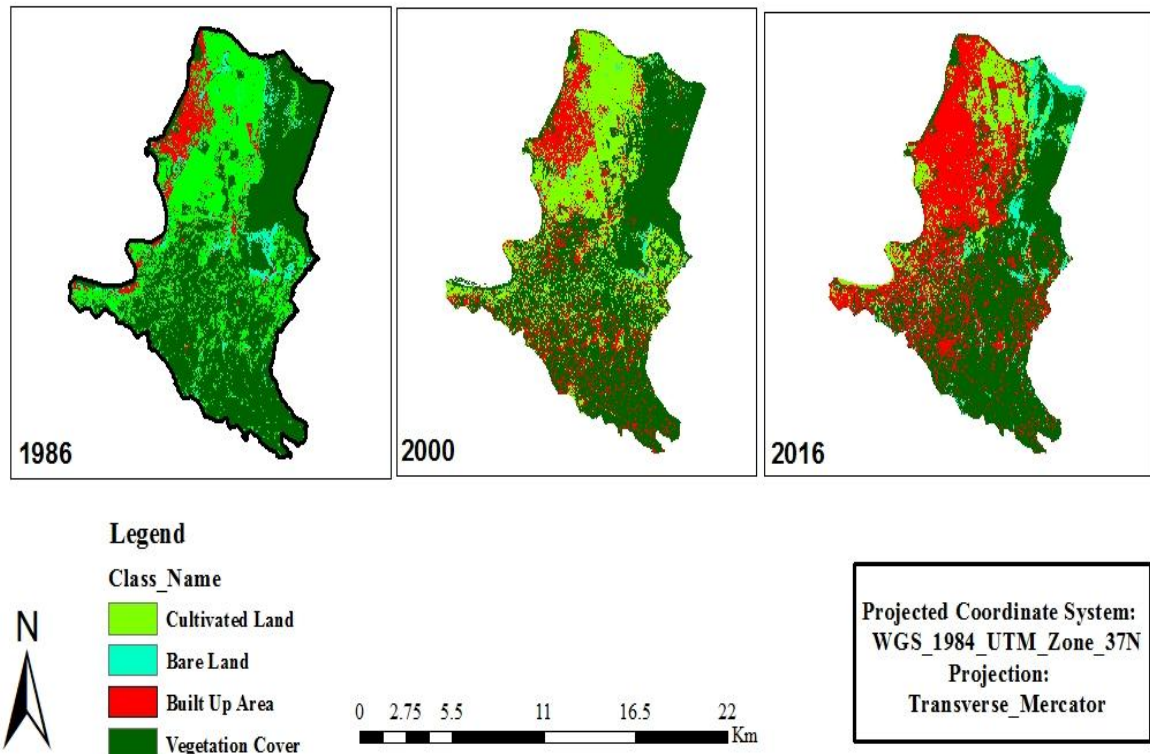 1986
2000
2016
Legend
Class_Name
Cultivated Land
Bare Land
Built Up Area
Vegetation Cover
N
0 2.75 5.5 11 16.5 22
Km
Projected Coordinate System:
WGS_1984_UTM_Zone_37N
Projection:
Transverse_Mercator